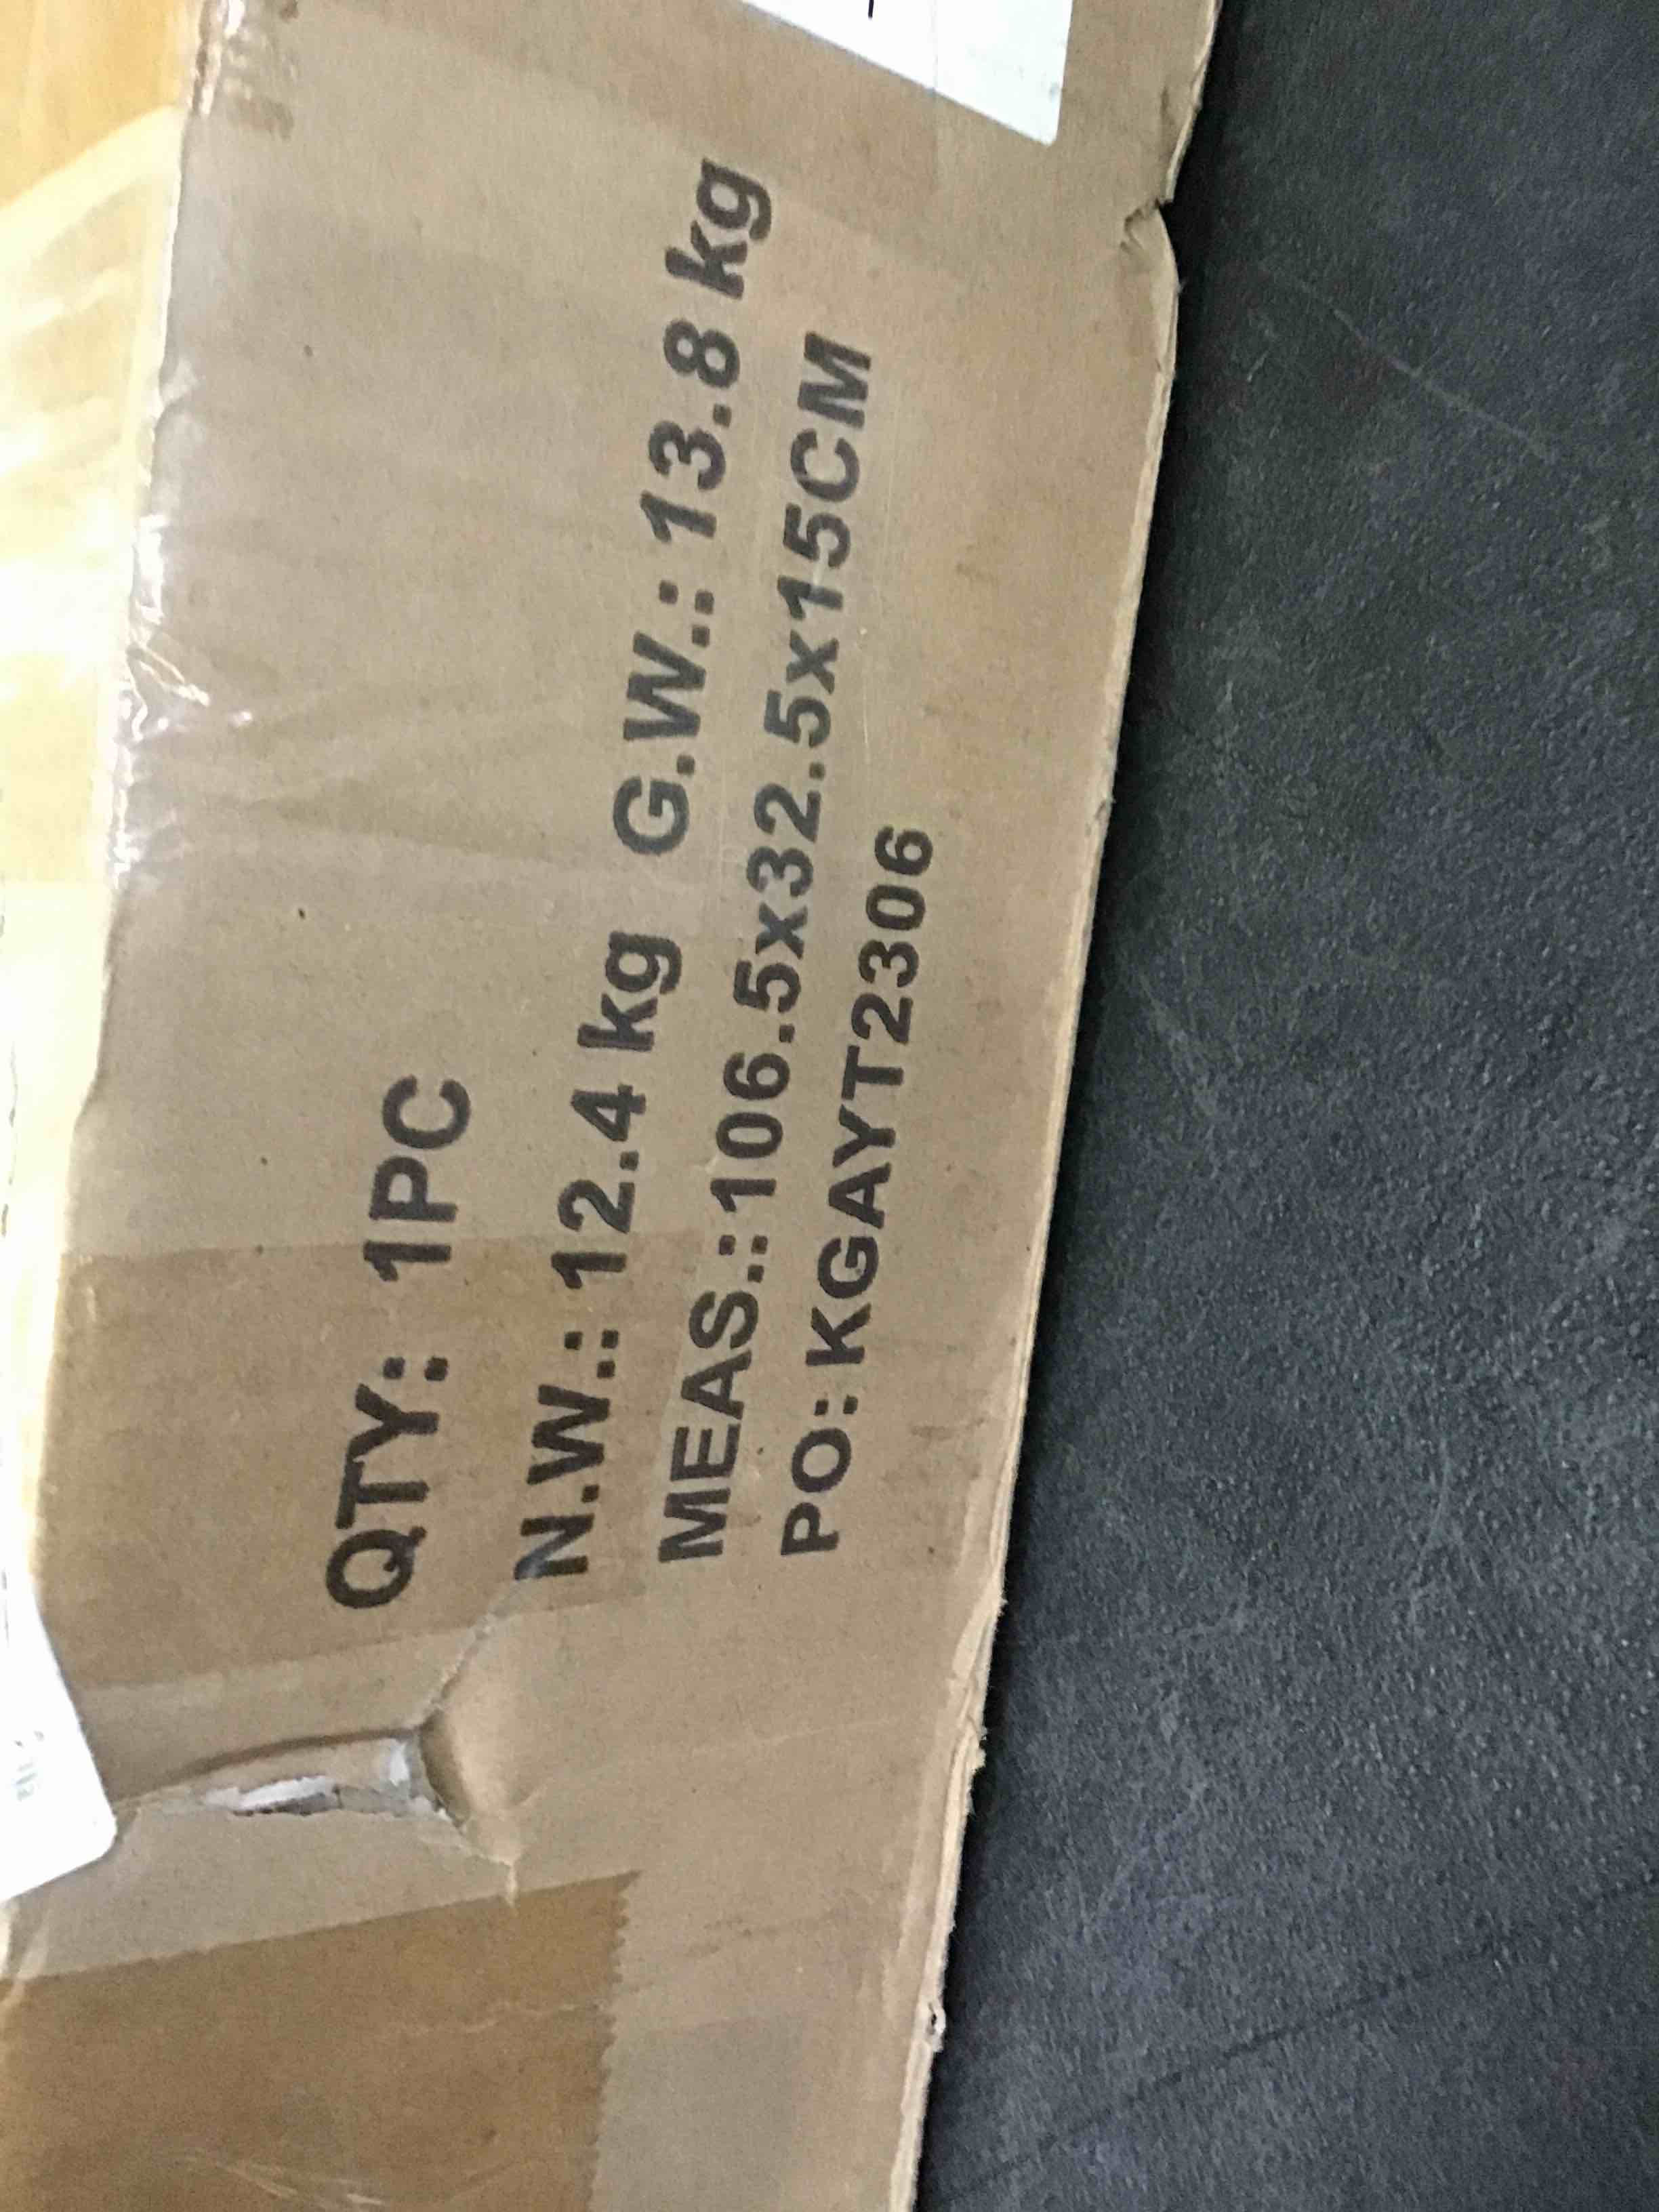 QTY: 1PC
N.W.: 12.4 kg G.W.: 13.8 kg
MEAS.:106.5x32.5x15CM
PO:KGAYT2306